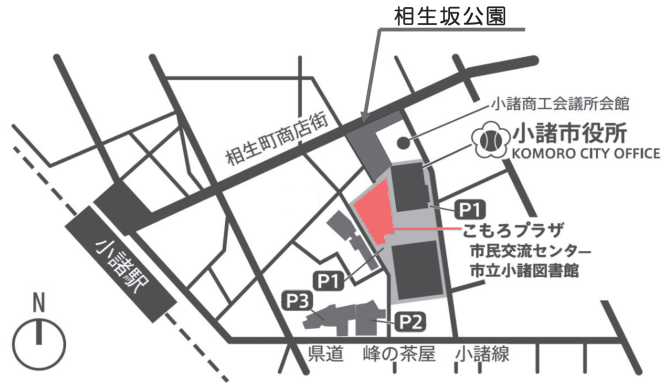 相生坂公園
小諸商工会議所会館
小諸市役所
KOMORO CITY OFFICE
相生町商店街
P1
こもろプラザ
市民交流センター
市立小諸図書館
小諸駅
P1
P3
P2
N
県道 峰の茶屋 小諸線